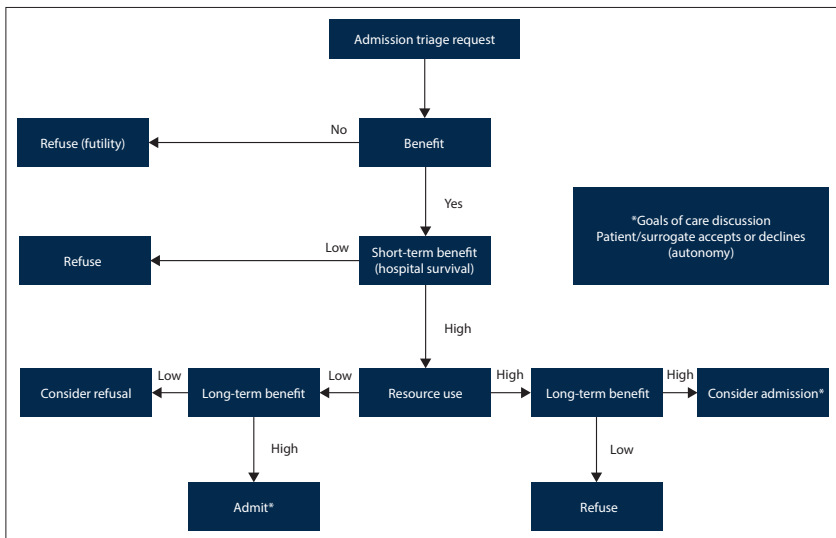 Admission triage request
No
Refuse (futility)
Benefit
Yes
*Goals of care discussion
Patient/surrogate accepts or declines
(autonomy)
Low
Refuse
Short-term benefit
(hospital survival)
High
Low
Low
High
High
Consider refusal
Long-term benefit
Resource use
Long-term benefit
Consider admission*
High
Low
Admit*
Refuse